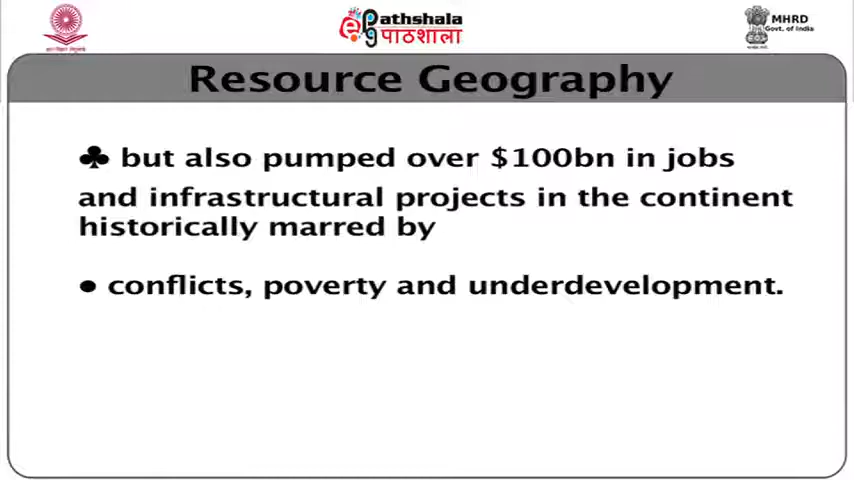 ePathshala
पाठशाला
MHRD
Govt. of India
Resource Geography
♣ but also pumped over $100bn in jobs
and infrastructural projects in the continent
historically marred by
● conflicts, poverty and underdevelopment.